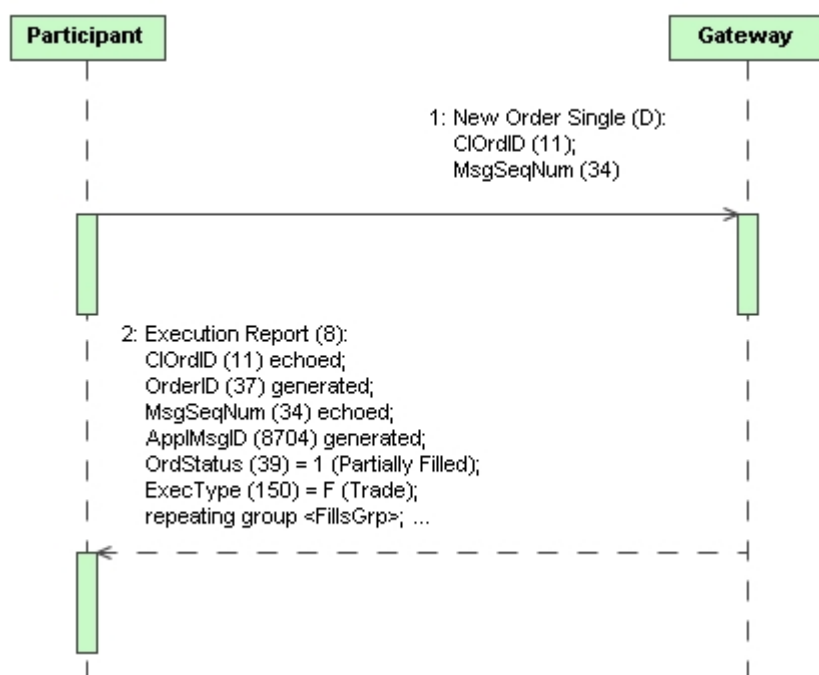 Participant
Gateway
1: New Order Single (D):
ClOrdID (11);
MsgSeqNum (34)
2: Execution Report (8):
ClOrdID (11) echoed;
OrderID (37) generated;
MsgSeqNum (34) echoed;
ApplMsgID (8704) generated;
OrdStatus (39) = 1 (Partially Filled);
ExecType (150) = F (Trade);
repeating group <FillsGrp>; ...